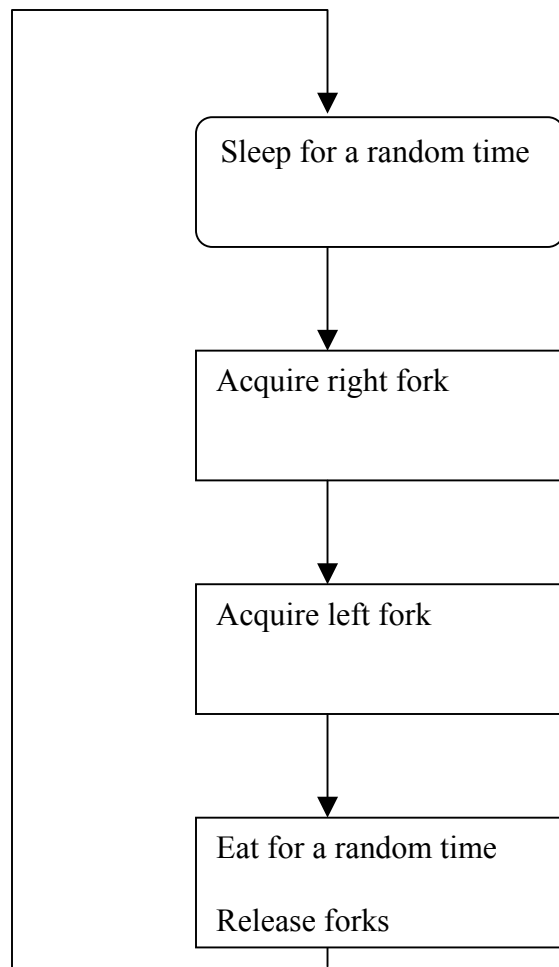 Sleep for a random time
Acquire right fork
Acquire left fork
Eat for a random time
Release forks